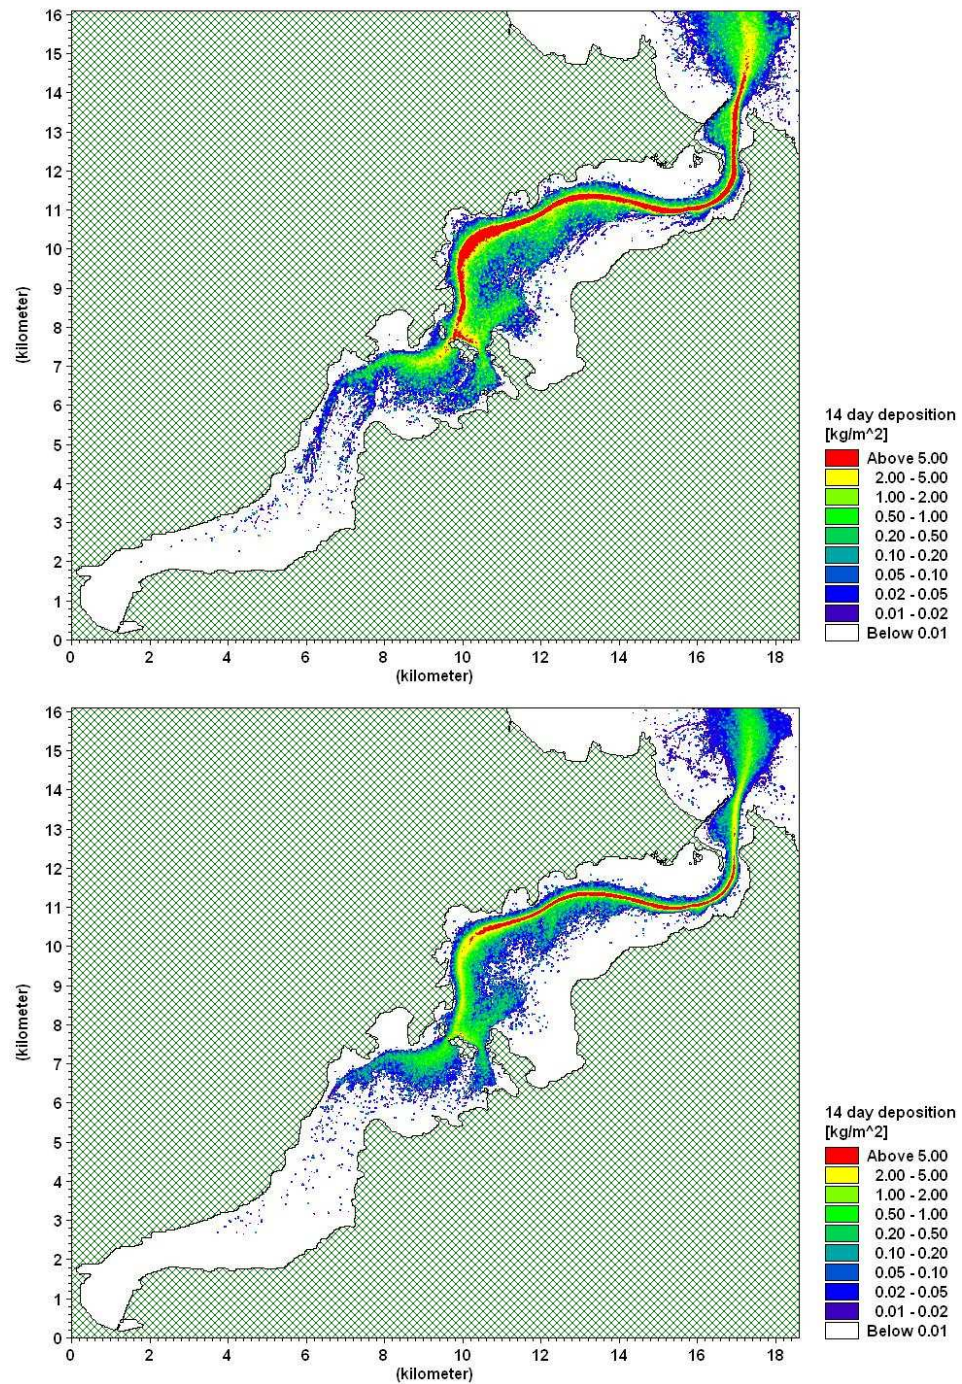 16
15
14
13
12
11
10
9
8
7
6
5
4
3
2
1
0
(kilometer)
0 2 4 6 8 10 12 14 16 18
(kilometer)
14 day deposition
[kg/m^2]
Above 5.00
2.00 - 5.00
1.00 - 2.00
0.50 - 1.00
0.20 - 0.50
0.10 - 0.20
0.05 - 0.10
0.02 - 0.05
0.01 - 0.02
Below 0.01
16
15
14
13
12
11
10
9
8
7
6
5
4
3
2
1
0
(kilometer)
0 2 4 6 8 10 12 14 16 18
(kilometer)
14 day deposition
[kg/m^2]
Above 5.00
2.00 - 5.00
1.00 - 2.00
0.50 - 1.00
0.20 - 0.50
0.10 - 0.20
0.05 - 0.10
0.02 - 0.05
0.01 - 0.02
Below 0.01